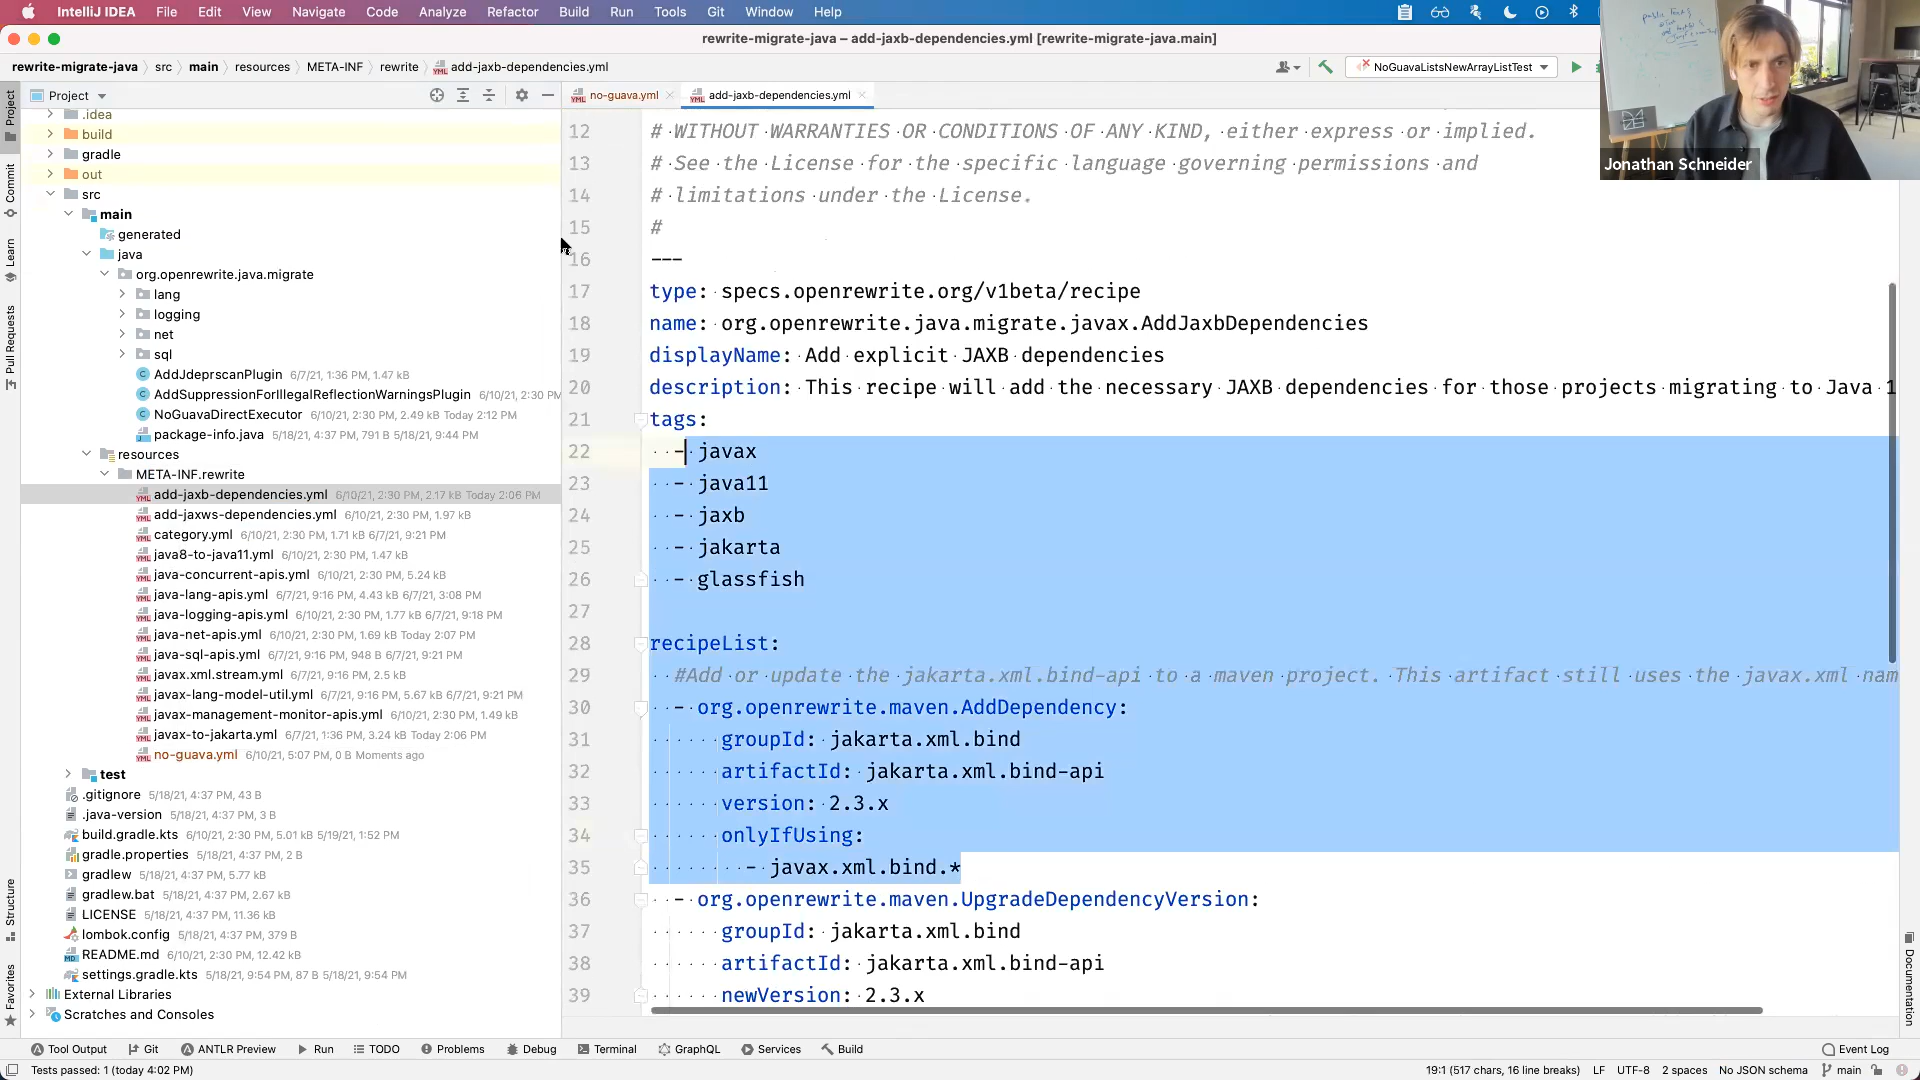 IntelliJ IDEA File Edit View Navigate Code Analyze Refactor Build Run Tools Git Window Help
rewrite-migrate-java – add-jaxb-dependencies.yml [rewrite-migrate-java.main]
rewrite-migrate-java src main resources META-INF rewrite add-jaxb-dependencies.yml
NoGuavaListsNewArrayListTest
Jonathan Schneider
Project
no-guava.yml
add-jaxb-dependencies.yml
Project
Commit
Learn
Pull Requests
Structure
Favorites
.idea
build
gradle
out
src
main
generated
java
org.openrewrite.java.migrate
lang
logging
net
sql
AddJdeprscanPlugin 6/7/21, 1:36 PM, 1.47 kB
AddSuppressionForIllegalReflectionWarningsPlugin 6/10/21, 2:30 PM
NoGuavaDirectExecutor 6/10/21, 2:30 PM, 2.49 kB Today 2:12 PM
package-info.java 5/18/21, 4:37 PM, 791 B 5/18/21, 9:44 PM
resources
META-INF.rewrite
add-jaxb-dependencies.yml 6/10/21, 2:30 PM, 2.17 kB Today 2:06 PM
add-jaxws-dependencies.yml 6/10/21, 2:30 PM, 1.97 kB
category.yml 6/10/21, 2:30 PM, 1.71 kB 6/7/21, 9:21 PM
java8-to-java11.yml 6/10/21, 2:30 PM, 1.47 kB
java-concurrent-apis.yml 6/10/21, 2:30 PM, 5.24 kB
java-lang-apis.yml 6/7/21, 9:16 PM, 4.43 kB 6/7/21, 3:08 PM
java-logging-apis.yml 6/10/21, 2:30 PM, 1.77 kB 6/7/21, 9:18 PM
java-net-apis.yml 6/10/21, 2:30 PM, 1.69 kB Today 2:07 PM
java-sql-apis.yml 6/7/21, 9:16 PM, 948 B 6/7/21, 9:21 PM
javax.xml.stream.yml 6/7/21, 9:16 PM, 2.5 kB
javax-lang-model-util.yml 6/7/21, 9:16 PM, 5.67 kB 6/7/21, 9:21 PM
javax-management-monitor-apis.yml 6/10/21, 2:30 PM, 1.49 kB
javax-to-jakarta.yml 6/7/21, 1:36 PM, 3.24 kB Today 2:06 PM
no-guava.yml 6/10/21, 5:07 PM, 0 B Moments ago
test
.gitignore 5/18/21, 4:37 PM, 43 B
.java-version 5/18/21, 4:37 PM, 3 B
build.gradle.kts 6/10/21, 2:30 PM, 5.01 kB 5/19/21, 1:52 PM
gradle.properties 5/18/21, 4:37 PM, 2 B
gradlew 5/18/21, 4:37 PM, 5.77 kB
gradlew.bat 5/18/21, 4:37 PM, 2.67 kB
LICENSE 5/18/21, 4:37 PM, 11.36 kB
lombok.config 5/18/21, 4:37 PM, 379 B
README.md 6/10/21, 2:30 PM, 12.42 kB
settings.gradle.kts 5/18/21, 9:54 PM, 87 B 5/18/21, 9:54 PM
External Libraries
Scratches and Consoles
12 # WITHOUT WARRANTIES OR CONDITIONS OF ANY KIND, either express or implied.
13 # See the License for the specific language governing permissions and
14 # limitations under the License.
15 #
16 ---
17 type: specs.openrewrite.org/v1beta/recipe
18 name: org.openrewrite.java.migrate.javax.AddJaxbDependencies
19 displayName: Add explicit JAXB dependencies
20 description: This recipe will add the necessary JAXB dependencies for those projects migrating to Java 1
21 tags:
22 - javax
23 - java11
24 - jaxb
25 - jakarta
26 - glassfish
27
28 recipeList:
29 #Add or update the jakarta.xml.bind-api to a maven project. This artifact still uses the javax.xml nam
30 - org.openrewrite.maven.AddDependency:
31 groupId: jakarta.xml.bind
32 artifactId: jakarta.xml.bind-api
33 version: 2.3.x
34 onlyIfUsing:
35 - javax.xml.bind.*
36 - org.openrewrite.maven.UpgradeDependencyVersion:
37 groupId: jakarta.xml.bind
38 artifactId: jakarta.xml.bind-api
39 newVersion: 2.3.x
Documentation
Tool Output Git ANTLR Preview Run TODO Problems Debug Terminal GraphQL Services Build Event Log
Tests passed: 1 (today 4:02 PM) 19:1 (517 chars, 16 line breaks) LF UTF-8 2 spaces No JSON schema main